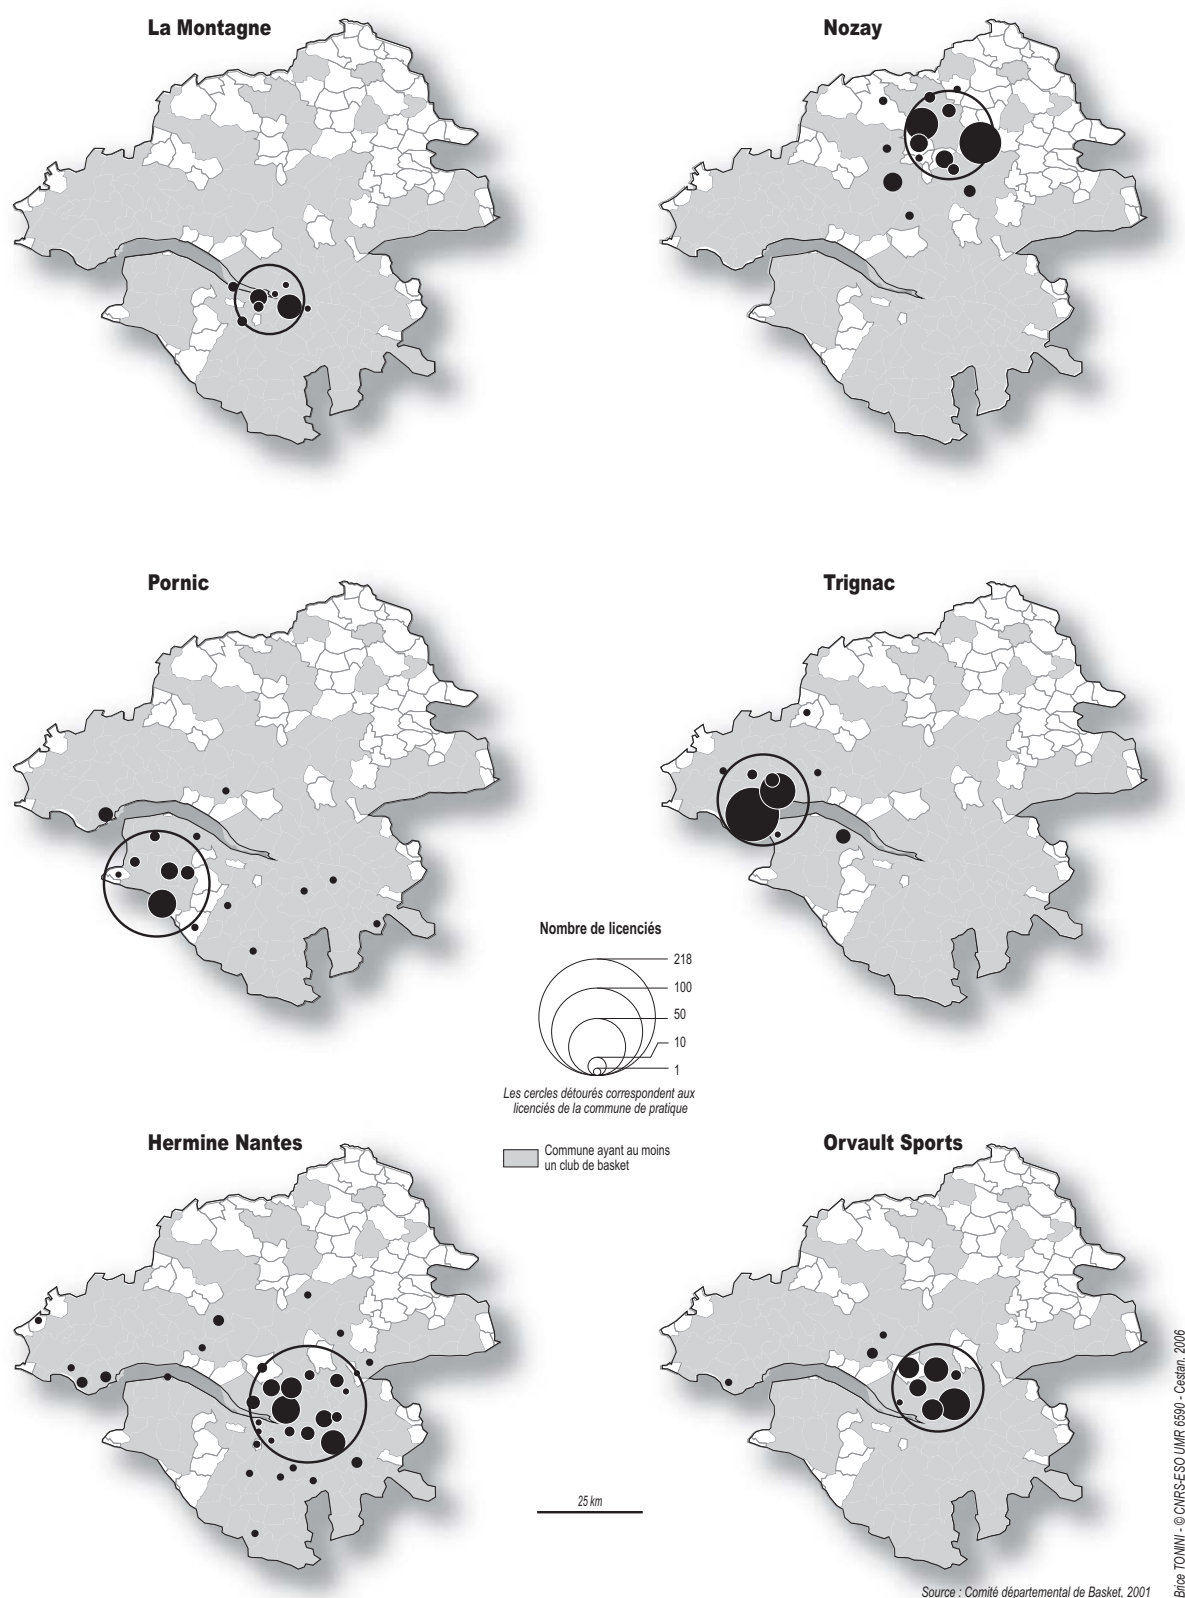 La Montagne
Nozay
Pornic
Trignac
Nombre de licenciés
218
100
50
10
1
Les cercles détourés correspondent aux
licenciés de la commune de pratique
Hermine Nantes
Orvault Sports
Commune ayant au moins
un club de basket
25 km
Source : Comité départemental de Basket, 2001
Brice TONINI - © CNRS-ESO UMR 6590 - Cestan, 2006